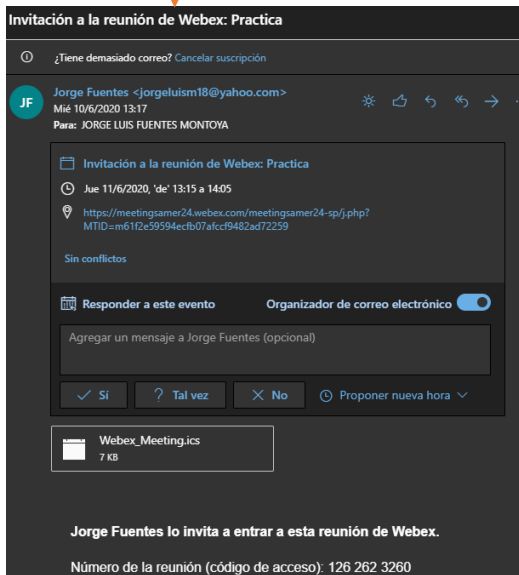 Invitación a la reunión de Webex: Practica
¿Tiene demasiado correo? Cancelar suscripción
JF
Jorge Fuentes <jorgeluism18@yahoo.com>
Mié 10/6/2020 13:17
Para: JORGE LUIS FUENTES MONTOYA
Invitación a la reunión de Webex: Practica
Jue 11/6/2020, 'de' 13:15 a 14:05
https://meetingsamer24.webex.com/meetingsamer24-sp/j.php?
MTID=m61f2e59594ecfb07afccf9482ad72259
Sin conflictos
Responder a este evento Organizador de correo electrónico
Agregar un mensaje a Jorge Fuentes (opcional)
Sí ? Tal vez No Proponer nueva hora
Webex_Meeting.ics
7 KB
Jorge Fuentes lo invita a entrar a esta reunión de Webex.
Número de la reunión (código de acceso): 126 262 3260